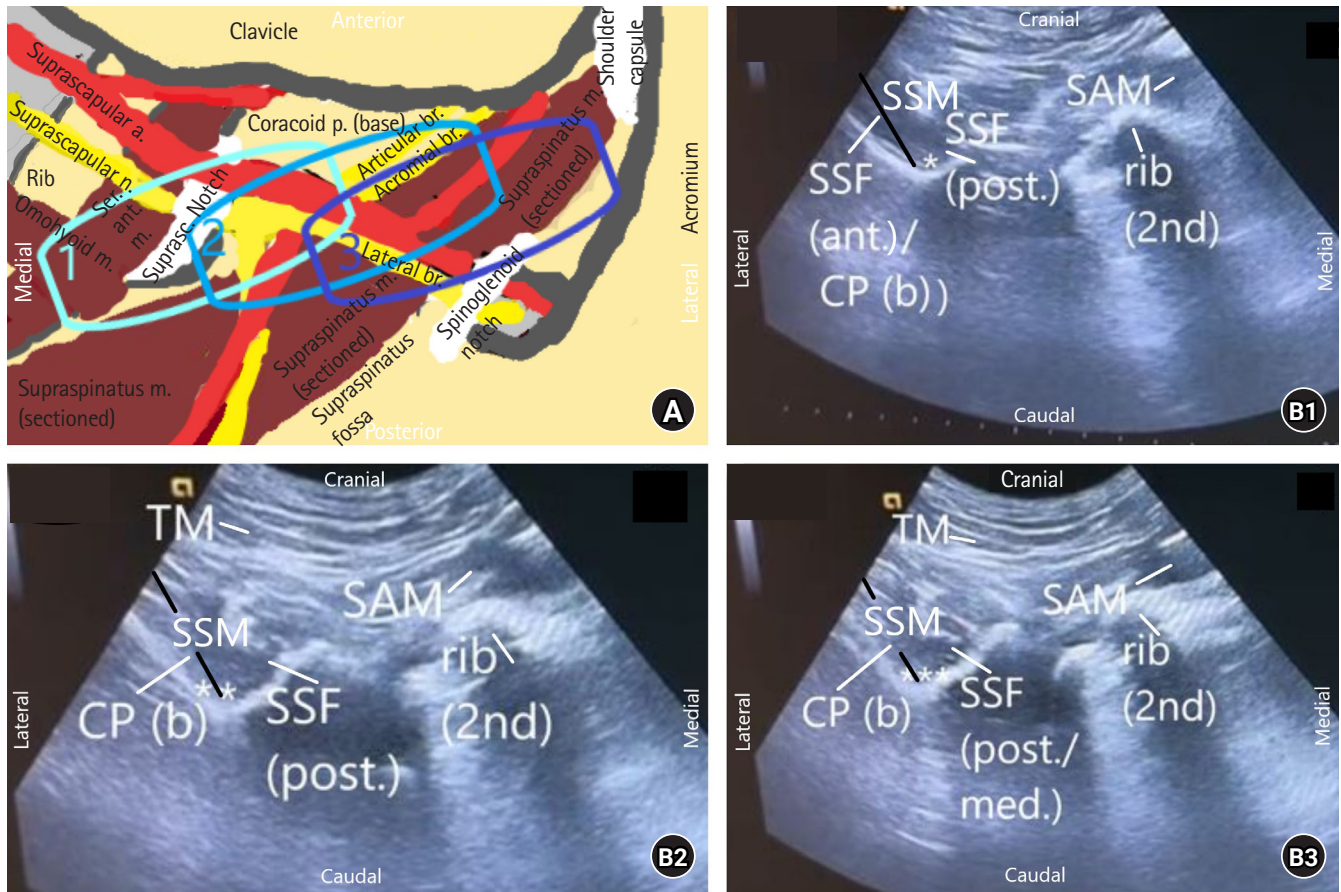 Anterior
Clavicle
Shoulder
capsule
Suprascapular a.
Coracoid p. (base)
Suprascapular n.
Articular br.
Acromial br.
Supraspinatus m.
(sectioned)
Rib
Omohyoid m.
Set.
ant.
m.
Suprasc. Notch
Acromium
Medial
1
2
3
Lateral br.
Lateral
Spinoglenoid
notch
Supraspinatus m.
(sectioned)
Supraspinatus
fossa
Supraspinatus m.
(sectioned)
Posterior
A
Cranial
SSM
SAM
SSF
*
(post.)
SSF
(ant.)/
CP (b))
rib
(2nd)
Lateral
Medial
Caudal
B1
Cranial
TM
SAM
SSM
rib
**
CP (b)
SSF
(2nd)
(post.)
Lateral
Medial
Caudal
B2
Cranial
TM
SAM
SSM
rib
***
CP (b)
SSF
(2nd)
(post./
med.)
Lateral
Medial
B3